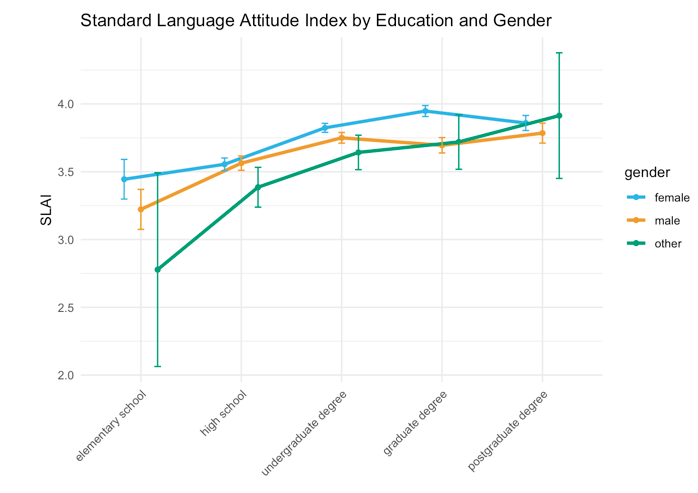 Standard Language Attitude Index by Education and Gender
4.0
3.5
3.0
2.5
2.0
SLAI
elementary school
high school
undergraduate degree
graduate degree
postgraduate degree
gender
female
male
other